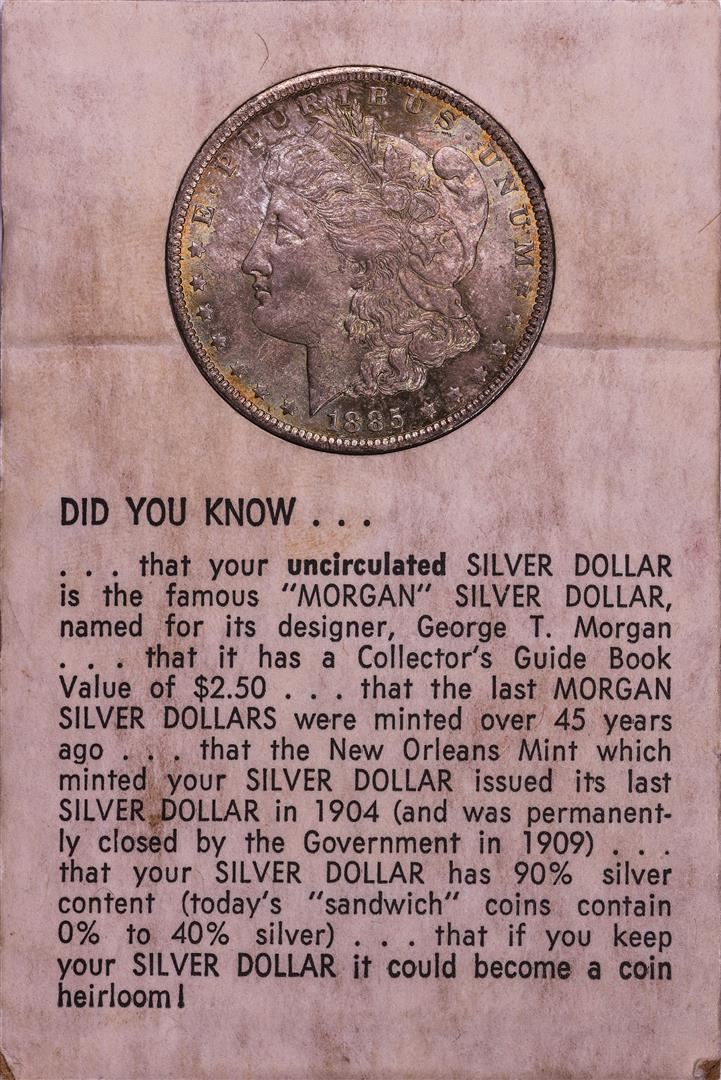 E·PLURIBUS·UNUM
1885
DID YOU KNOW . . .
. . . that your uncirculated SILVER DOLLAR
is the famous "MORGAN" SILVER DOLLAR,
named for its designer, George T. Morgan
. . . that it has a Collector's Guide Book
Value of $2.50 . . . that the last MORGAN
SILVER DOLLARS were minted over 45 years
ago . . . that the New Orleans Mint which
minted your SILVER DOLLAR issued its last
SILVER DOLLAR in 1904 (and was permanent-
ly closed by the Government in 1909) . . .
that your SILVER DOLLAR has 90% silver
content (today's "sandwich" coins contain
0% to 40% silver) . . . that if you keep
your SILVER DOLLAR it could become a coin
heirloom!